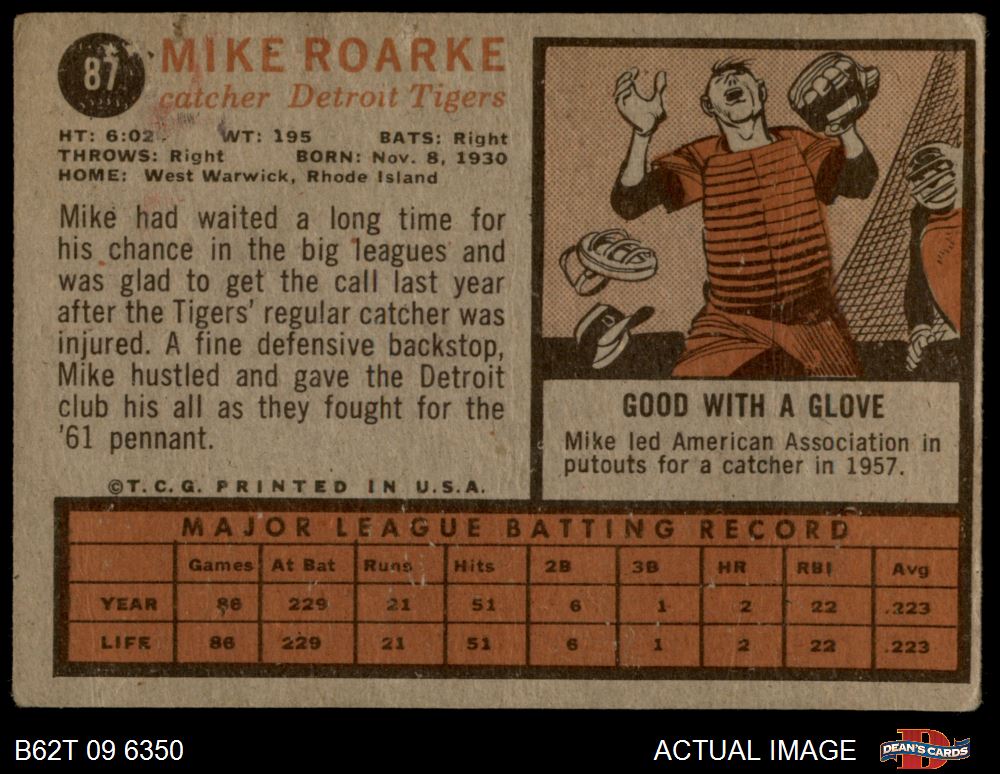 87
MIKE ROARKE
catcher Detroit Tigers
HT: 6:02 WT: 195 BATS: Right
THROWS: Right BORN: Nov. 8, 1930
HOME: West Warwick, Rhode Island
Mike had waited a long time for
his chance in the big leagues and
was glad to get the call last year
after the Tigers' regular catcher was
injured. A fine defensive backstop,
Mike hustled and gave the Detroit
club his all as they fought for the
'61 pennant.
©T.C.G. PRINTED IN U.S.A.
GOOD WITH A GLOVE
Mike led American Association in
putouts for a catcher in 1957.
MAJOR LEAGUE BATTING RECORD
Games At Bat Runs Hits 2B 3B HR RBI Avg
YEAR 86 229 21 51 6 1 2 22 .223
LIFE 86 229 21 51 6 1 2 22 .223
B62T 09 6350
ACTUAL IMAGE
DEAN'S CARDS